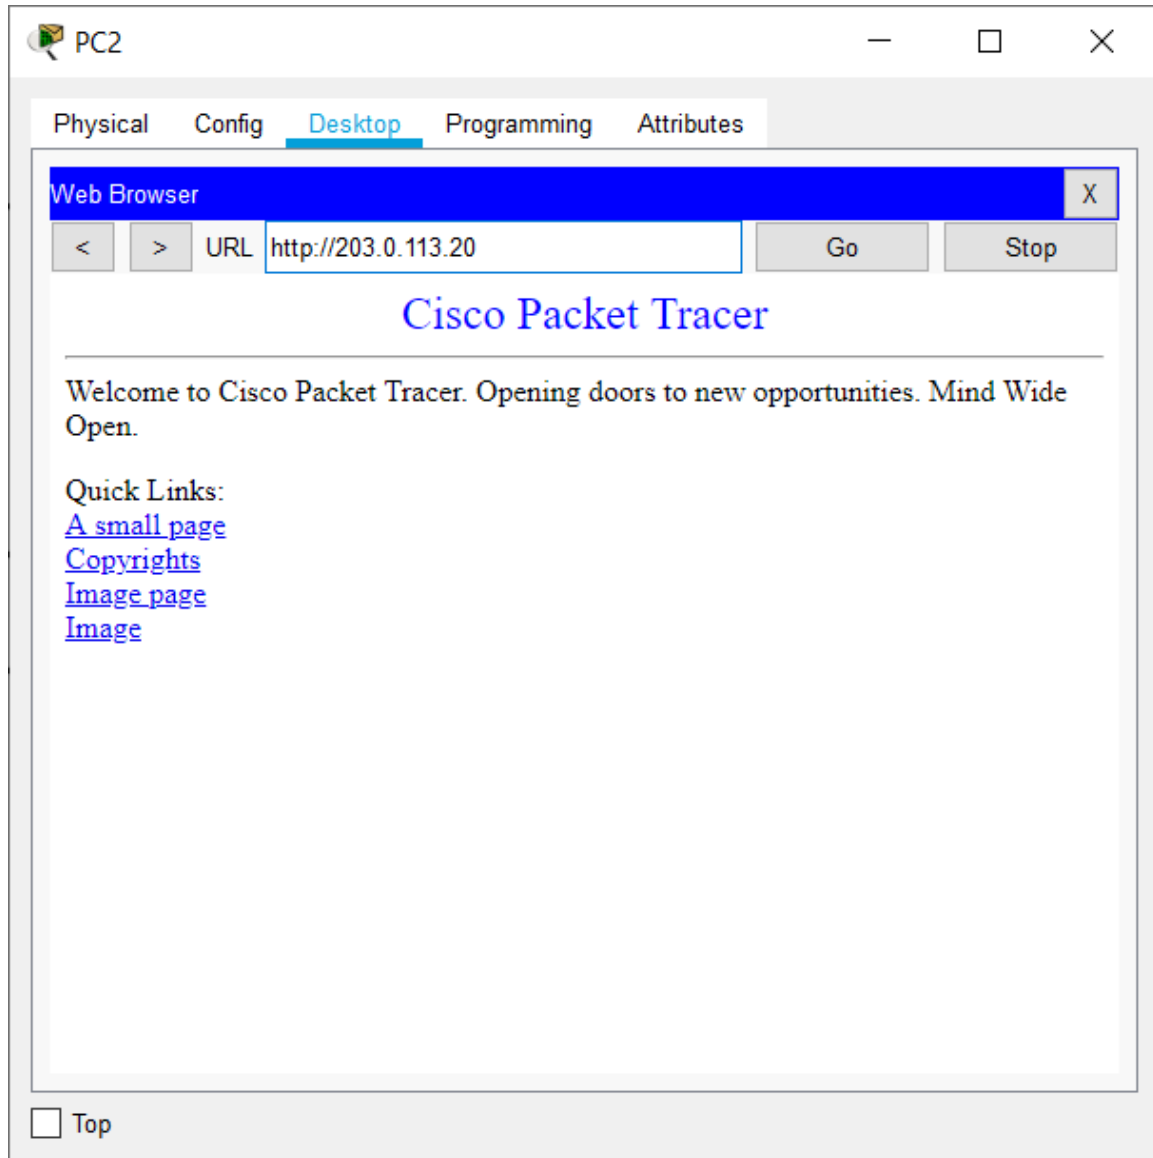 PC2
Physical Config Desktop Programming Attributes
Web Browser X
< > URL http://203.0.113.20 Go Stop
Cisco Packet Tracer
Welcome to Cisco Packet Tracer. Opening doors to new opportunities. Mind Wide
Open.
Quick Links:
A small page
Copyrights
Image page
Image
Top